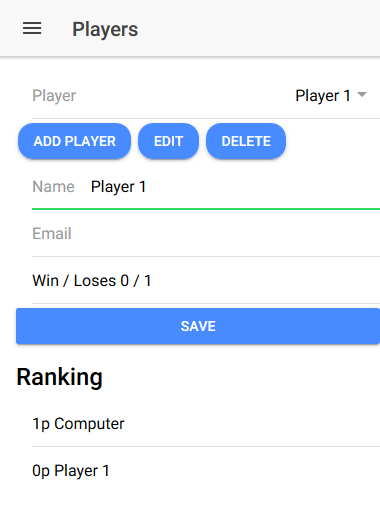 Players
Player Player 1
ADD PLAYER EDIT DELETE
Name Player 1
Email
Win / Loses 0 / 1
SAVE
Ranking
1p Computer
0p Player 1